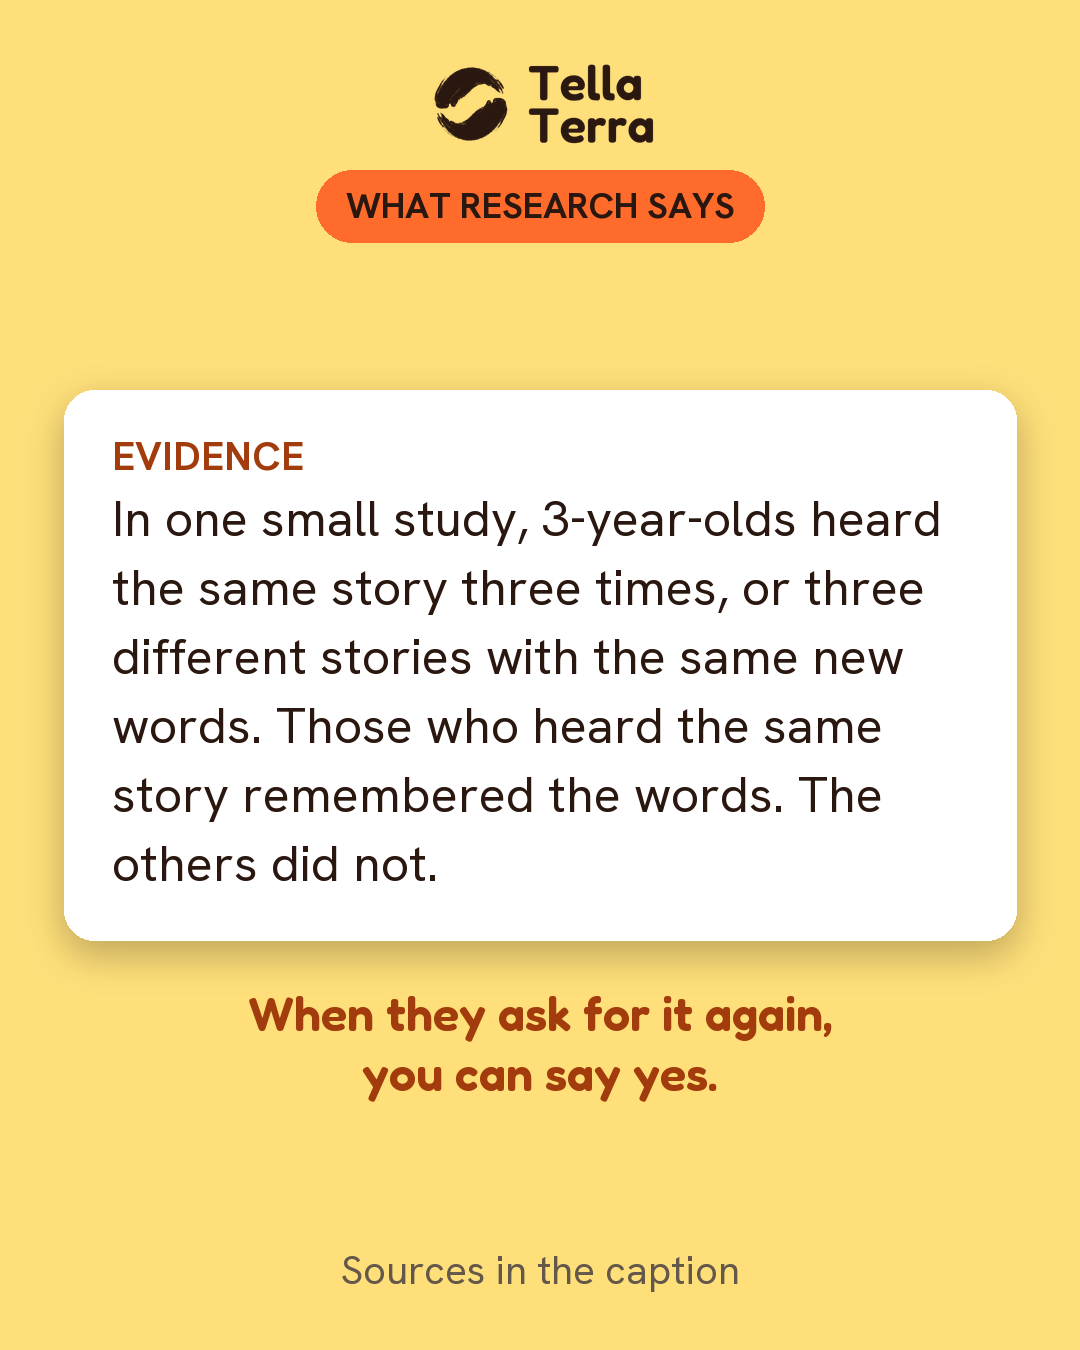 Tella
Terra
WHAT RESEARCH SAYS
EVIDENCE
In one small study, 3-year-olds heard
the same story three times, or three
different stories with the same new
words. Those who heard the same
story remembered the words. The
others did not.
When they ask for it again,
you can say yes.
Sources in the caption